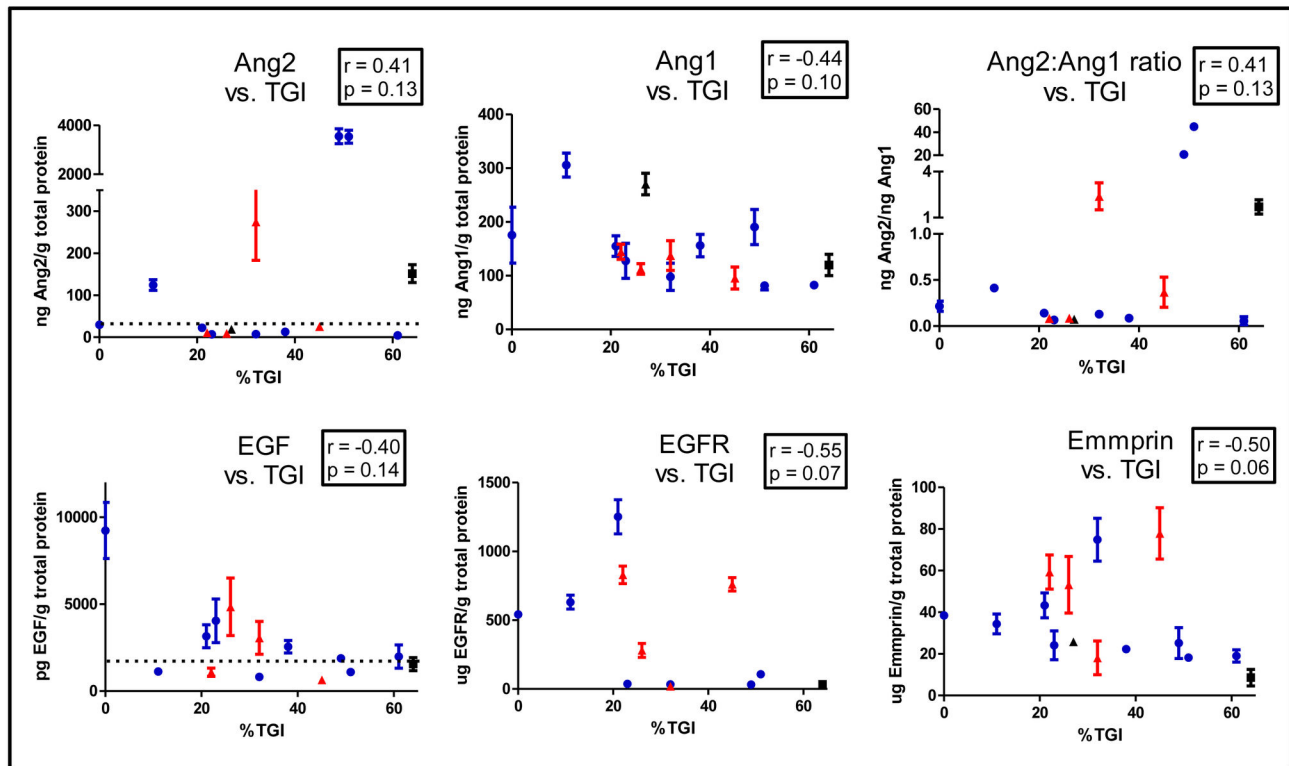 Ang2
vs. TGI
r = 0.41
p = 0.13
ng Ang2/g total protein
4000
2000
300
200
100
0
0
20
40
60
%TGI
Ang1
vs. TGI
r = -0.44
p = 0.10
ng Ang1/g total protein
400
300
200
100
0
0
20
40
60
%TGI
Ang2:Ang1 ratio
vs. TGI
r = 0.41
p = 0.13
ng Ang2/ng Ang1
60
40
20
4
1
1.0
0.5
0.0
0
20
40
60
%TGI
EGF
vs. TGI
r = -0.40
p = 0.14
pg EGF/g trotal protein
10000
5000
0
0
20
40
60
%TGI
EGFR
vs. TGI
r = -0.55
p = 0.07
ug EGFR/g trotal protein
1500
1000
500
0
0
20
40
60
%TGI
Emmprin
vs. TGI
r = -0.50
p = 0.06
ug Emmprin/g trotal protein
100
80
60
40
20
0
0
20
40
60
%TGI